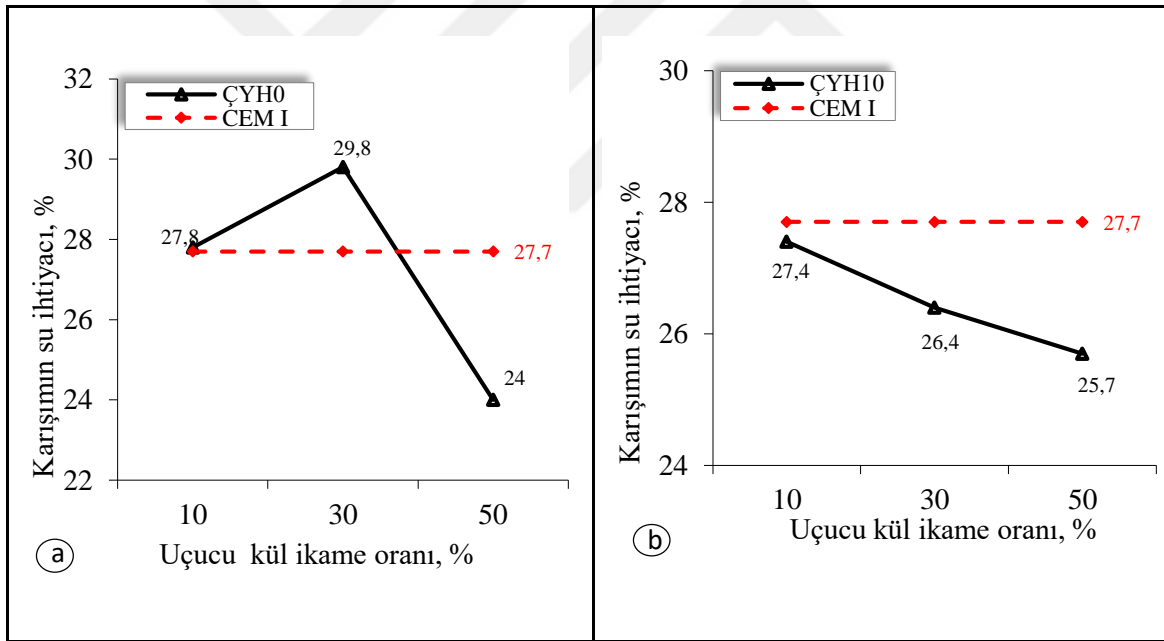 32
30
28
26
24
22
Karışımın su ihtiyacı, %
ÇYH0
CEM I
27,8
29,8
24
27,7
10 30 50
Uçucu kül ikame oranı, %
a
30
28
26
24
Karışımın su ihtiyacı, %
ÇYH10
CEM I
27,7
27,4
26,4
25,7
10 30 50
Uçucu kül ikame oranı, %
b